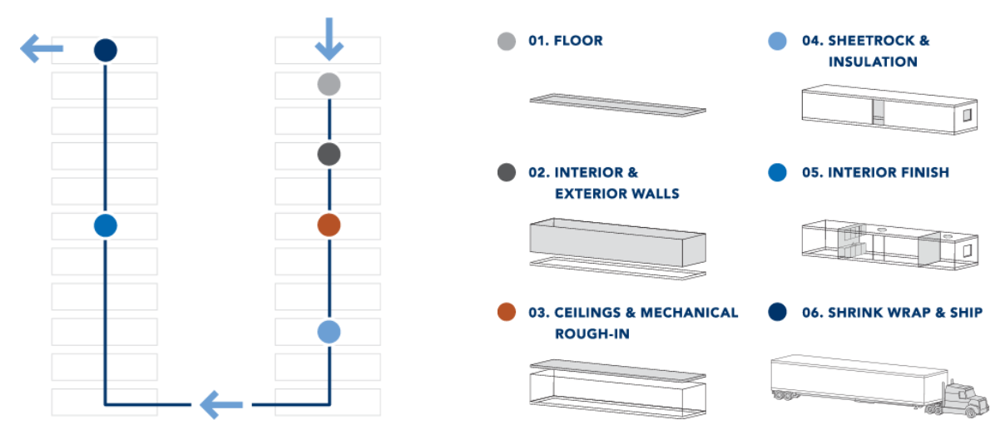 01. FLOOR
02. INTERIOR &
EXTERIOR WALLS
03. CEILINGS & MECHANICAL
ROUGH-IN
04. SHEETROCK &
INSULATION
05. INTERIOR FINISH
06. SHRINK WRAP & SHIP